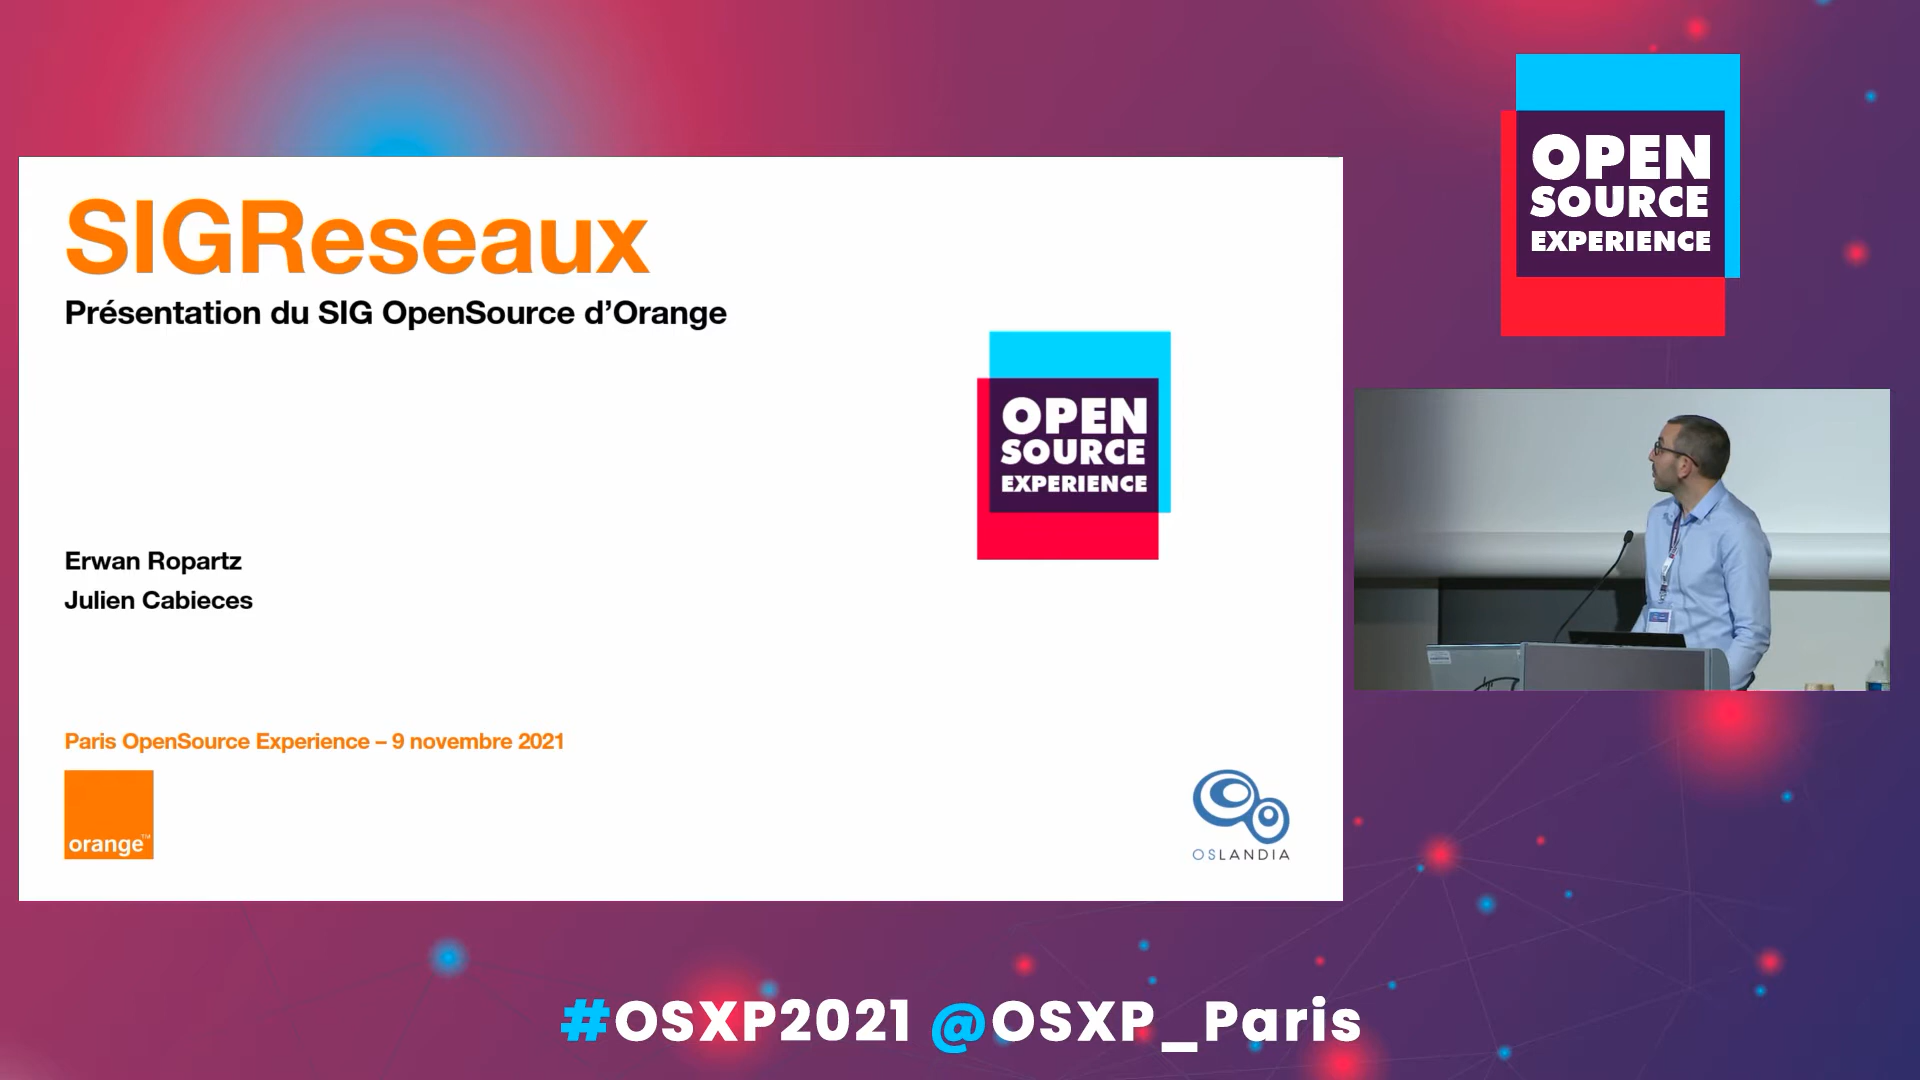 SIGReseaux
Présentation du SIG OpenSource d’Orange
OPEN
SOURCE
EXPERIENCE
Erwan Ropartz
Julien Cabieces
Paris OpenSource Experience – 9 novembre 2021
orange™
OSLANDIA
OPEN
SOURCE
EXPERIENCE
#OSXP2021 @OSXP_Paris